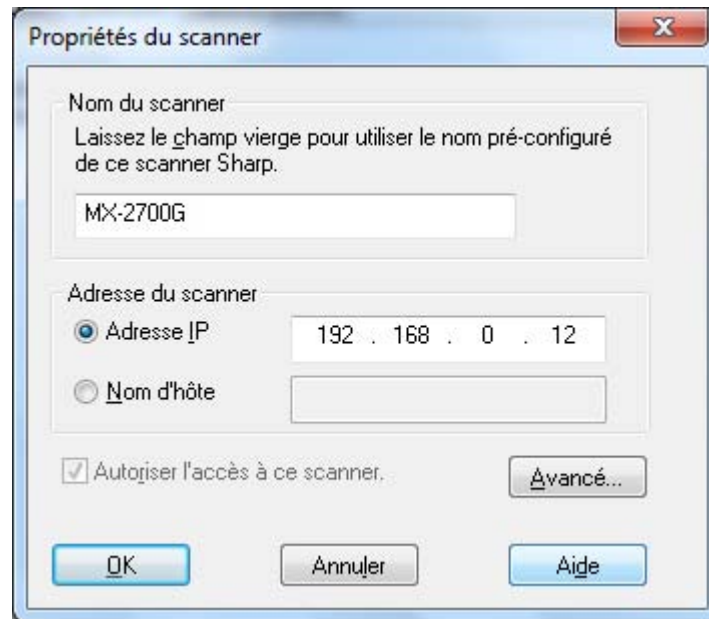 Propriétés du scanner
Nom du scanner
Laissez le champ vierge pour utiliser le nom pré-configuré
de ce scanner Sharp.
MX-2700G
Adresse du scanner
Adresse IP 192 . 168 . 0 . 12
Nom d'hôte
Autoriser l'accès à ce scanner.
Avancé...
OK Annuler Aide